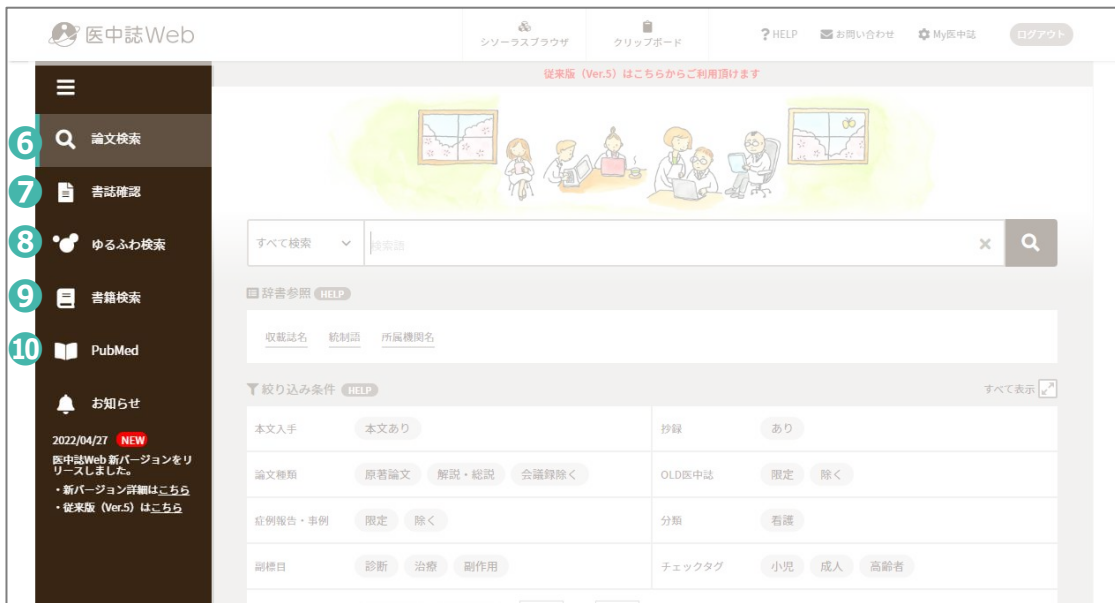 医中誌Web
シソーラスブラウザ
クリップボード
? HELP
お問い合わせ
My医中誌
ログアウト
従来版（Ver.5）はこちらからご利用頂けます
6 論文検索
7 書誌確認
8 ゆるふわ検索
9 書籍検索
10 PubMed
お知らせ
2022/04/27 NEW
医中誌Web 新バージョンをリ
リースしました。
・新バージョン詳細はこちら
・従来版（Ver.5）はこちら
すべて検索 検索語
辞書参照 HELP
収載誌名 統制語 所属機関名
絞り込み条件 HELP すべて表示
本文入手 本文あり 抄録 あり
論文種類 原著論文 解説・総説 会議録除く OLD医中誌 限定 除く
症例報告・事例 限定 除く 分類 看護
副標目 診断 治療 副作用 チェックタグ 小児 成人 高齢者